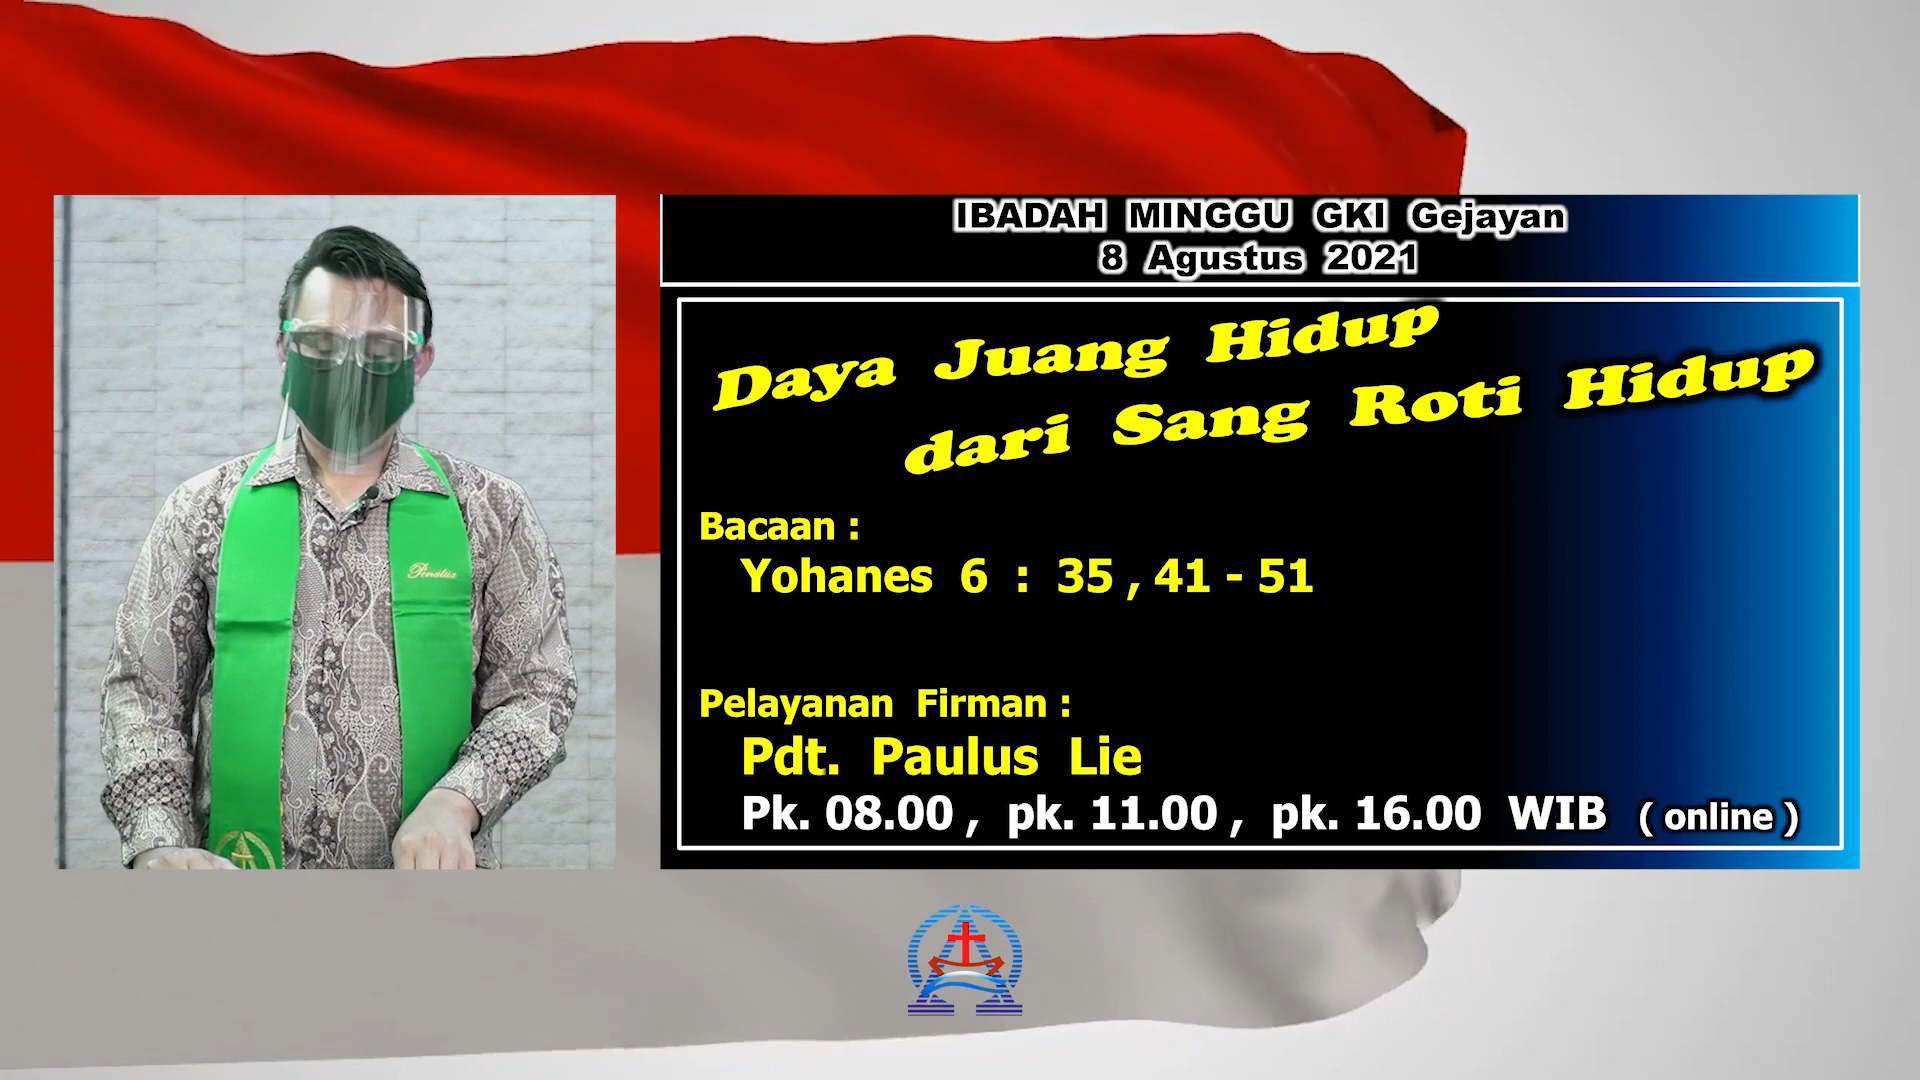 IBADAH MINGGU GKI Gejayan
8 Agustus 2021
Daya Juang Hidup
dari Sang Roti Hidup
Bacaan :
Yohanes 6 : 35 , 41 - 51
Penatua
Pelayanan Firman :
Pdt. Paulus Lie
Pk. 08.00 , pk. 11.00 , pk. 16.00 WIB ( online )